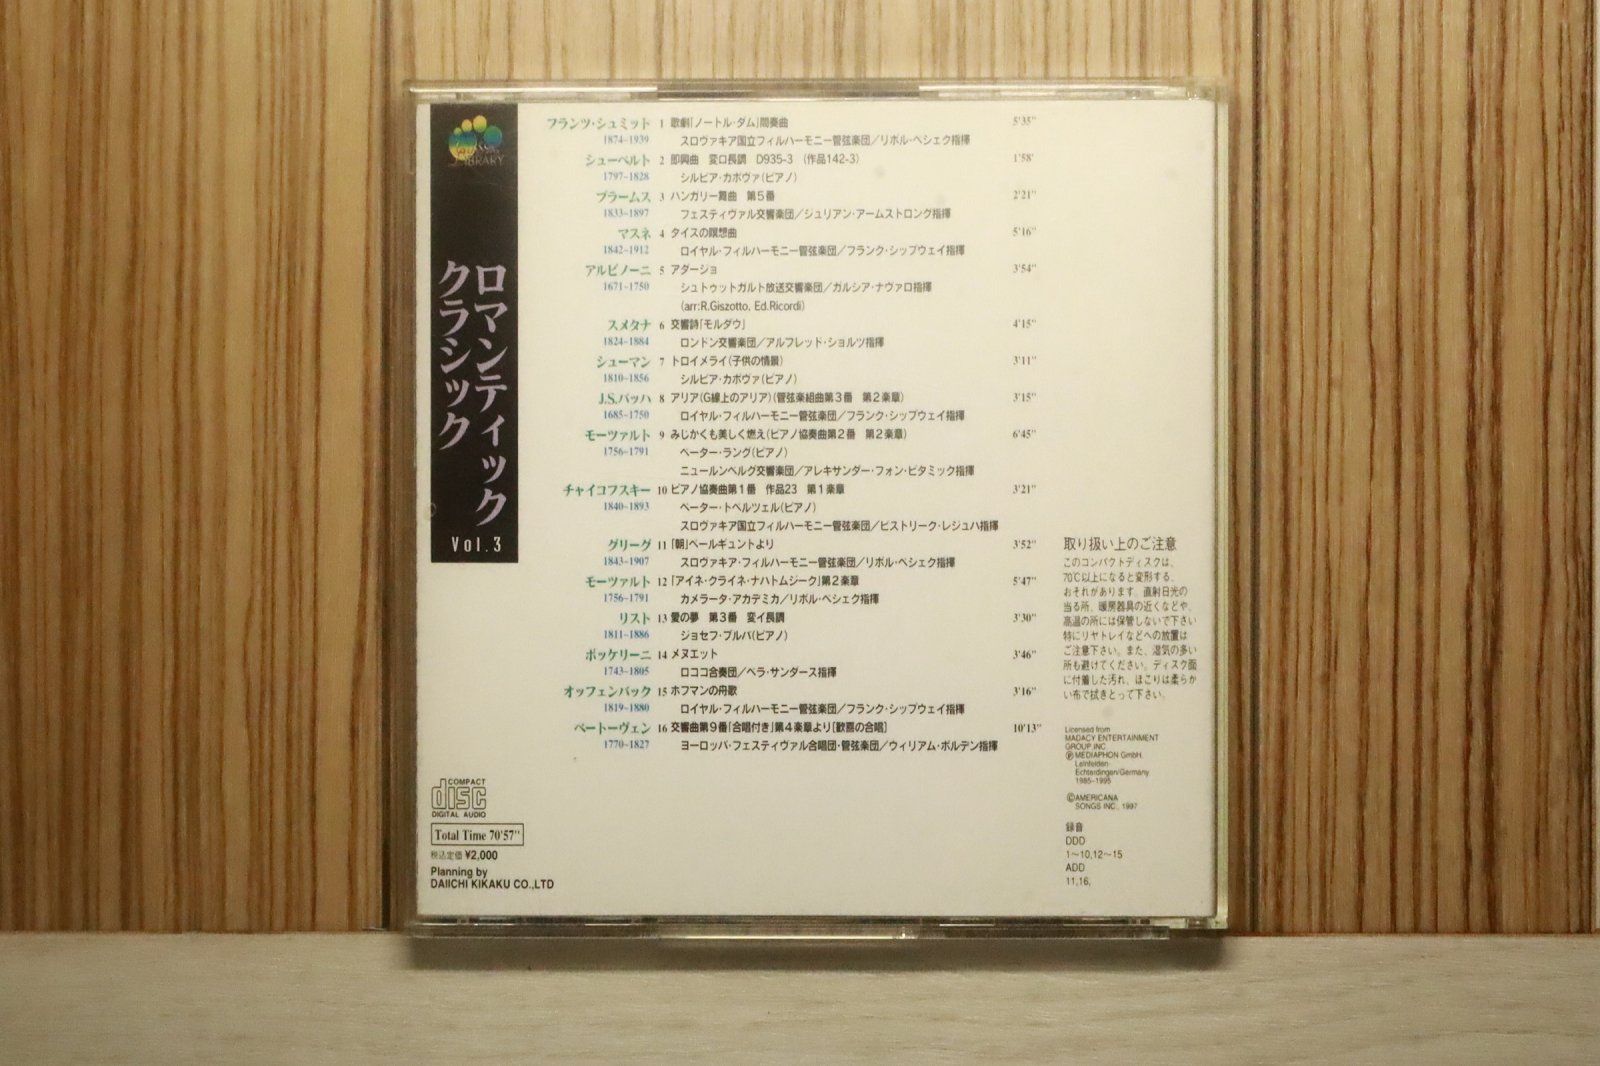 LIBRARY
ロマンティック
クラシック
Vol.3
フランツ・シュミット 1 歌劇「ノートル・ダム」間奏曲 5'35"
1874~1939 スロヴァキア国立フィルハーモニー管弦楽団／リボル・ペシェク指揮
シューベルト 2 即興曲 変ロ長調 D935-3 (作品142-3) 1'58'
1797~1828 シルビア・カボヴァ(ピアノ)
ブラームス 3 ハンガリー舞曲 第5番 2'21"
1833~1897 フェスティヴァル交響楽団／ジュリアン・アームストロング指揮
マスネ 4 タイスの瞑想曲 5'16"
1842~1912 ロイヤル・フィルハーモニー管弦楽団／フランク・シップウェイ指揮
アルビノーニ 5 アダージョ 3'54"
1671~1750 シュトゥットガルト放送交響楽団／ガルシア・ナヴァロ指揮
(arr:R.Giszotto, Ed.Ricordi)
スメタナ 6 交響詩「モルダウ」 4'15"
1824~1884 ロンドン交響楽団／アルフレッド・ショルツ指揮
シューマン 7 トロイメライ(子供の情景) 3'11"
1810~1856 シルビア・カボヴァ(ピアノ)
J.S.バッハ 8 アリア(G線上のアリア)(管弦楽組曲第3番 第2楽章) 3'15"
1685~1750 ロイヤル・フィルハーモニー管弦楽団／フランク・シップウェイ指揮
モーツァルト 9 みじかくも美しく燃え(ピアノ協奏曲第2番 第2楽章) 6'45"
1756~1791 ペーター・ラング(ピアノ)
ニュールンベルグ交響楽団／アレキサンダー・フォン・ピタミック指揮
チャイコフスキー 10 ピアノ協奏曲第1番 作品23 第1楽章 3'21"
1840~1893 ペーター・トペルツェル(ピアノ)
スロヴァキア国立フィルハーモニー管弦楽団／ビストリーク・レジュハ指揮
グリーグ 11 「朝」ペールギュントより 3'52"
1843~1907 スロヴァキア・フィルハーモニー管弦楽団／リボル・ペシェク指揮
モーツァルト 12 「アイネ・クライネ・ナハトムジーク」第2楽章 5'47"
1756~1791 カメラータ・アカデミカ／リボル・ペシェク指揮
リスト 13 愛の夢 第3番 変イ長調 3'30"
1811~1886 ジョセフ・ブルバ(ピアノ)
ボッケリーニ 14 メヌエット 3'46"
1743~1805 ロココ合奏団／ベラ・サンダース指揮
オッフェンバック 15 ホフマンの舟歌 3'16"
1819~1880 ロイヤル・フィルハーモニー管弦楽団／フランク・シップウェイ指揮
ベートーヴェン 16 交響曲第9番「合唱付き」第4楽章より[歓喜の合唱] 10'13"
1770~1827 ヨーロッパ・フェスティヴァル合唱団・管弦楽団／ウィリアム・ボルテン指揮
取り扱い上のご注意
このコンパクトディスクは、
70℃以上になると変形する、
おそれがあります。直射日光の
当る所、暖房器具の近くなどや、
高温の所には保管しないで下さい
特にリヤトレイなどへの放置は
ご注意下さい。また、湿気の多い
所も避けてください。ディスク面
に付着した汚れ、ほこりは柔らか
い布で拭きとって下さい。
Licensed from
MADACY ENTERTAINMENT
GROUP INC
Ⓟ MEDIAPHON GmbH.
Leinfelden-
Echterdingen/Germany
1985-1995
©AMERICANA
SONGS INC., 1997
録音
DDD
1～10,12～15
ADD
11,16,
COMPACT
disc
DIGITAL AUDIO
Total Time 70'57"
税込定価 ¥2,000
Planning by
DAIICHI KIKAKU CO.,LTD